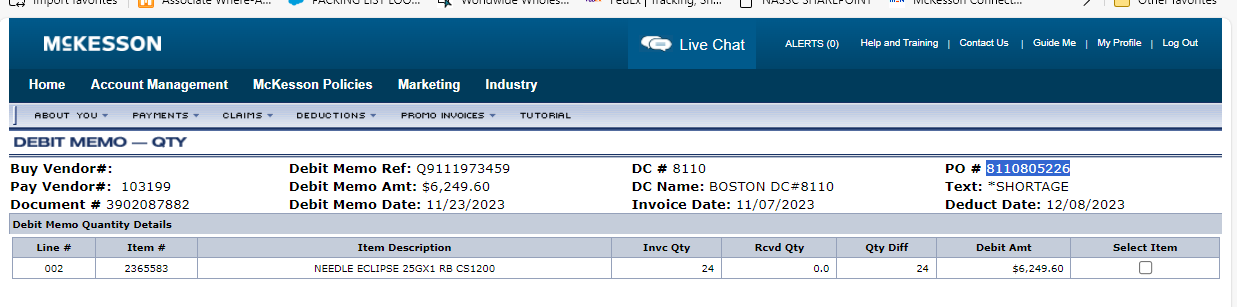 Import favorites Associate Where-A... PACKING LIST LOO... Worldwide Wholes... FedEx | Tracking, Sh... NASSC SHAREPOINT McKesson Connect... Other favorites
MCKESSON Live Chat ALERTS (0) Help and Training | Contact Us | Guide Me | My Profile | Log Out
Home Account Management McKesson Policies Marketing Industry
ABOUT YOU PAYMENTS CLAIMS DEDUCTIONS PROMO INVOICES TUTORIAL
DEBIT MEMO — QTY
Buy Vendor#: Debit Memo Ref: Q9111973459 DC # 8110 PO # 8110805226
Pay Vendor#: 103199 Debit Memo Amt: $6,249.60 DC Name: BOSTON DC#8110 Text: *SHORTAGE
Document # 3902087882 Debit Memo Date: 11/23/2023 Invoice Date: 11/07/2023 Deduct Date: 12/08/2023
Debit Memo Quantity Details
Line # Item # Item Description Invc Qty Rcvd Qty Qty Diff Debit Amt Select Item
002 2365583 NEEDLE ECLIPSE 25GX1 RB CS1200 24 0.0 24 $6,249.60